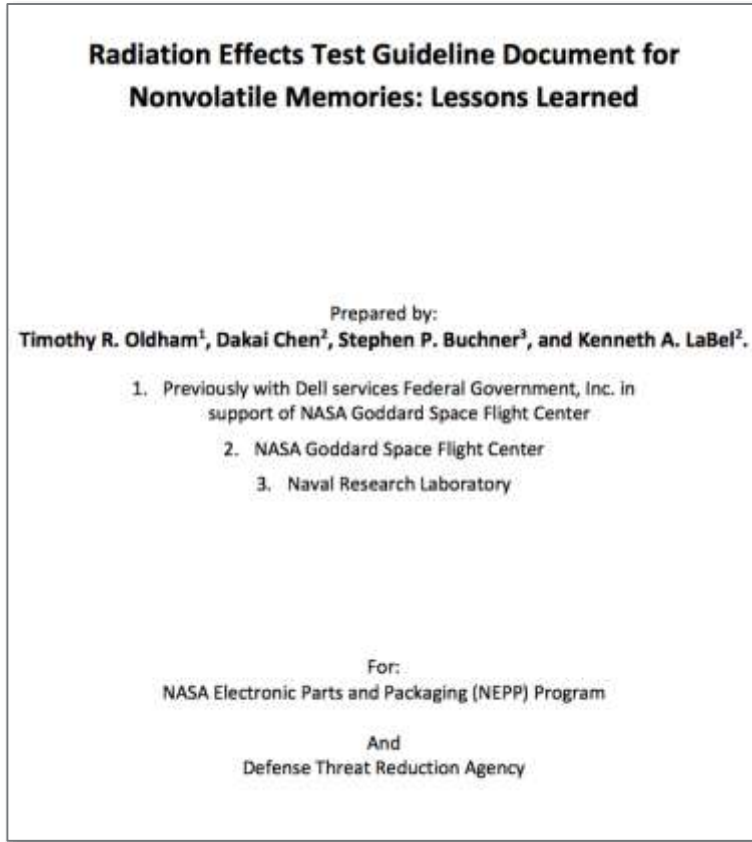 Radiation Effects Test Guideline Document for
Nonvolatile Memories: Lessons Learned
Prepared by:
Timothy R. Oldham¹, Dakai Chen², Stephen P. Buchner³, and Kenneth A. LaBel².
1. Previously with Dell services Federal Government, Inc. in
support of NASA Goddard Space Flight Center
2. NASA Goddard Space Flight Center
3. Naval Research Laboratory
For:
NASA Electronic Parts and Packaging (NEPP) Program
And
Defense Threat Reduction Agency